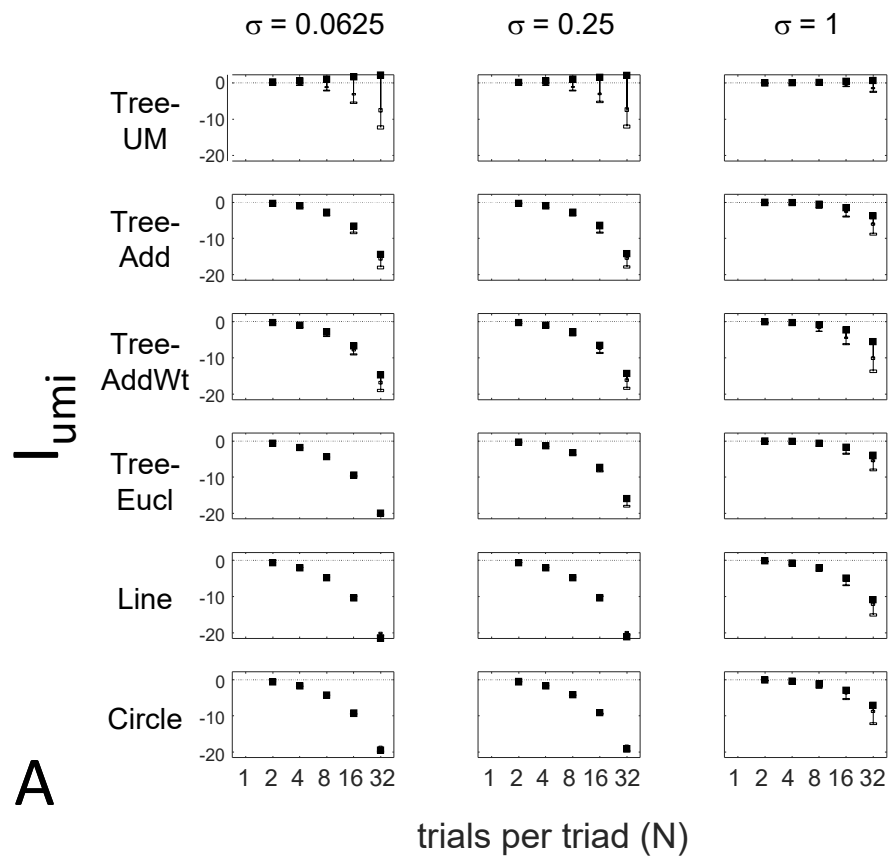 σ = 0.0625 σ = 0.25 σ = 1
Tree-
UM
0
-10
-20
Tree-
Add
0
-10
-20
Tree-
AddWt
0
-10
-20
I_umi
Tree-
Eucl
0
-10
-20
Line
0
-10
-20
Circle
0
-10
-20
A
1 2 4 8 16 32 1 2 4 8 16 32 1 2 4 8 16 32
trials per triad (N)